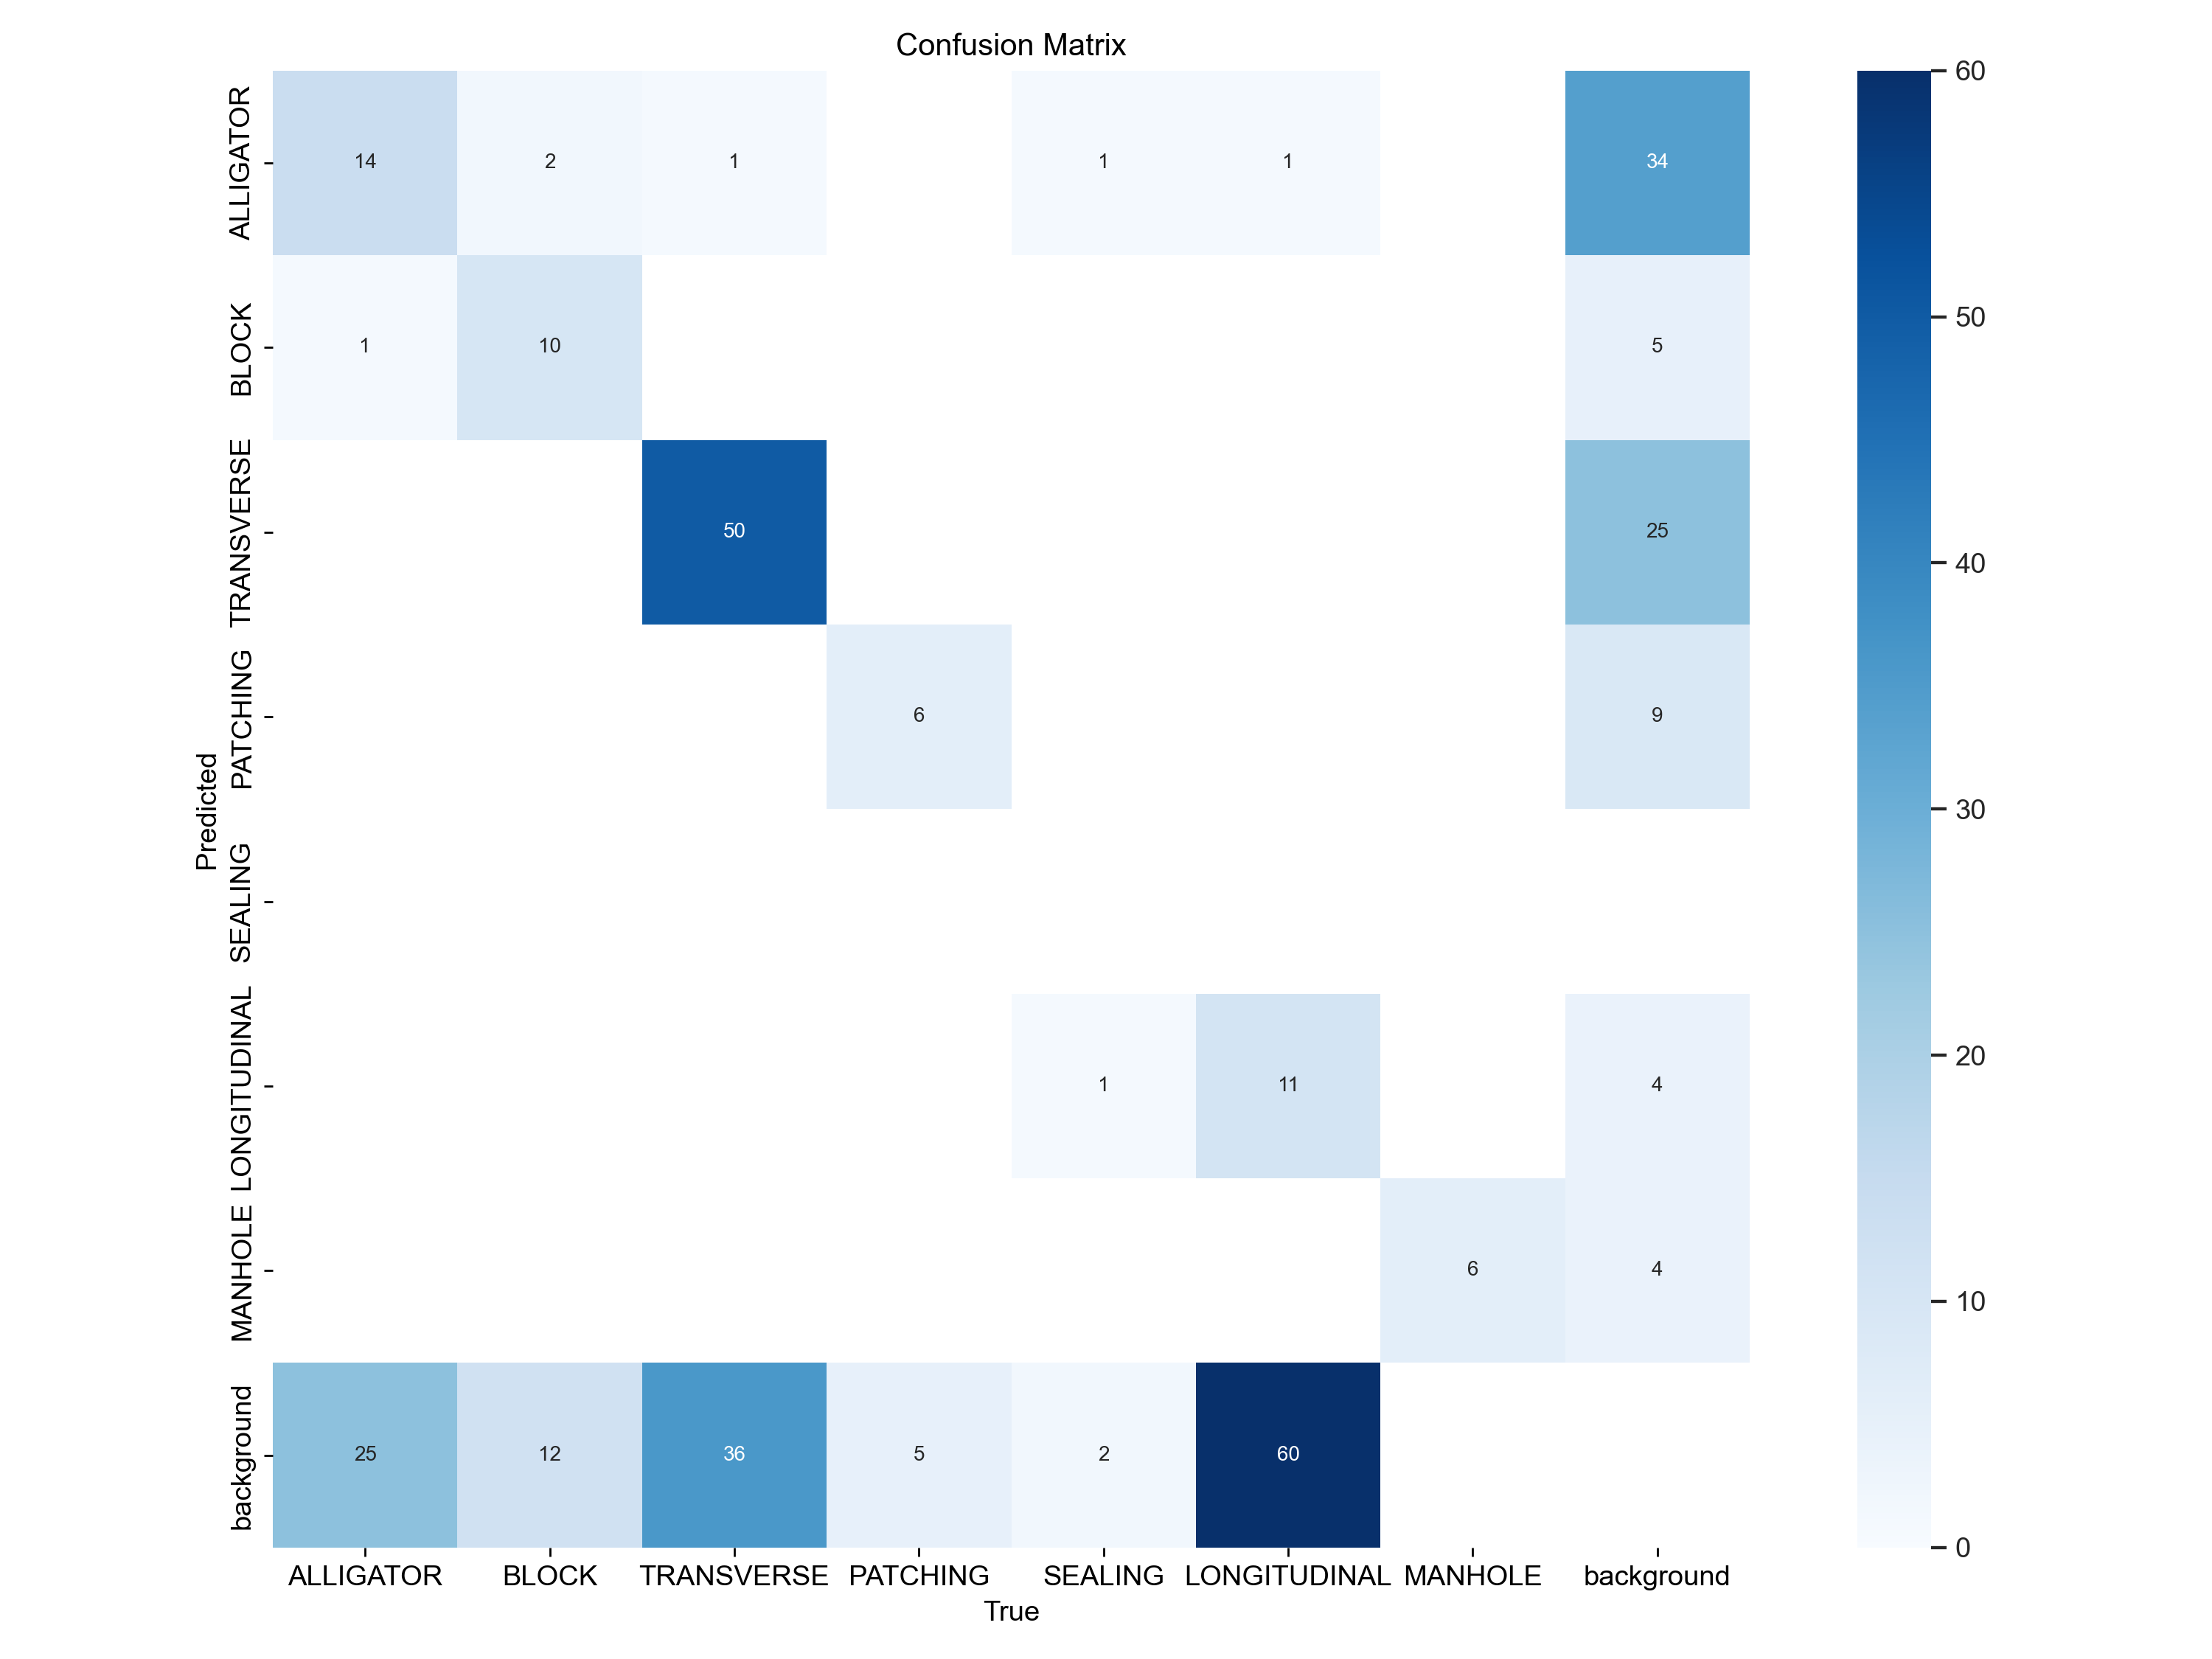 Confusion Matrix
ALLIGATOR
14 2 1 1 1 34
BLOCK
1 10 5
TRANSVERSE
50 25
PATCHING
6 9
SEALING
LONGITUDINAL
1 11 4
MANHOLE
6 4
background
25 12 36 5 2 60
Predicted
ALLIGATOR BLOCK TRANSVERSE PATCHING SEALING LONGITUDINAL MANHOLE background
True
60
50
40
30
20
10
0